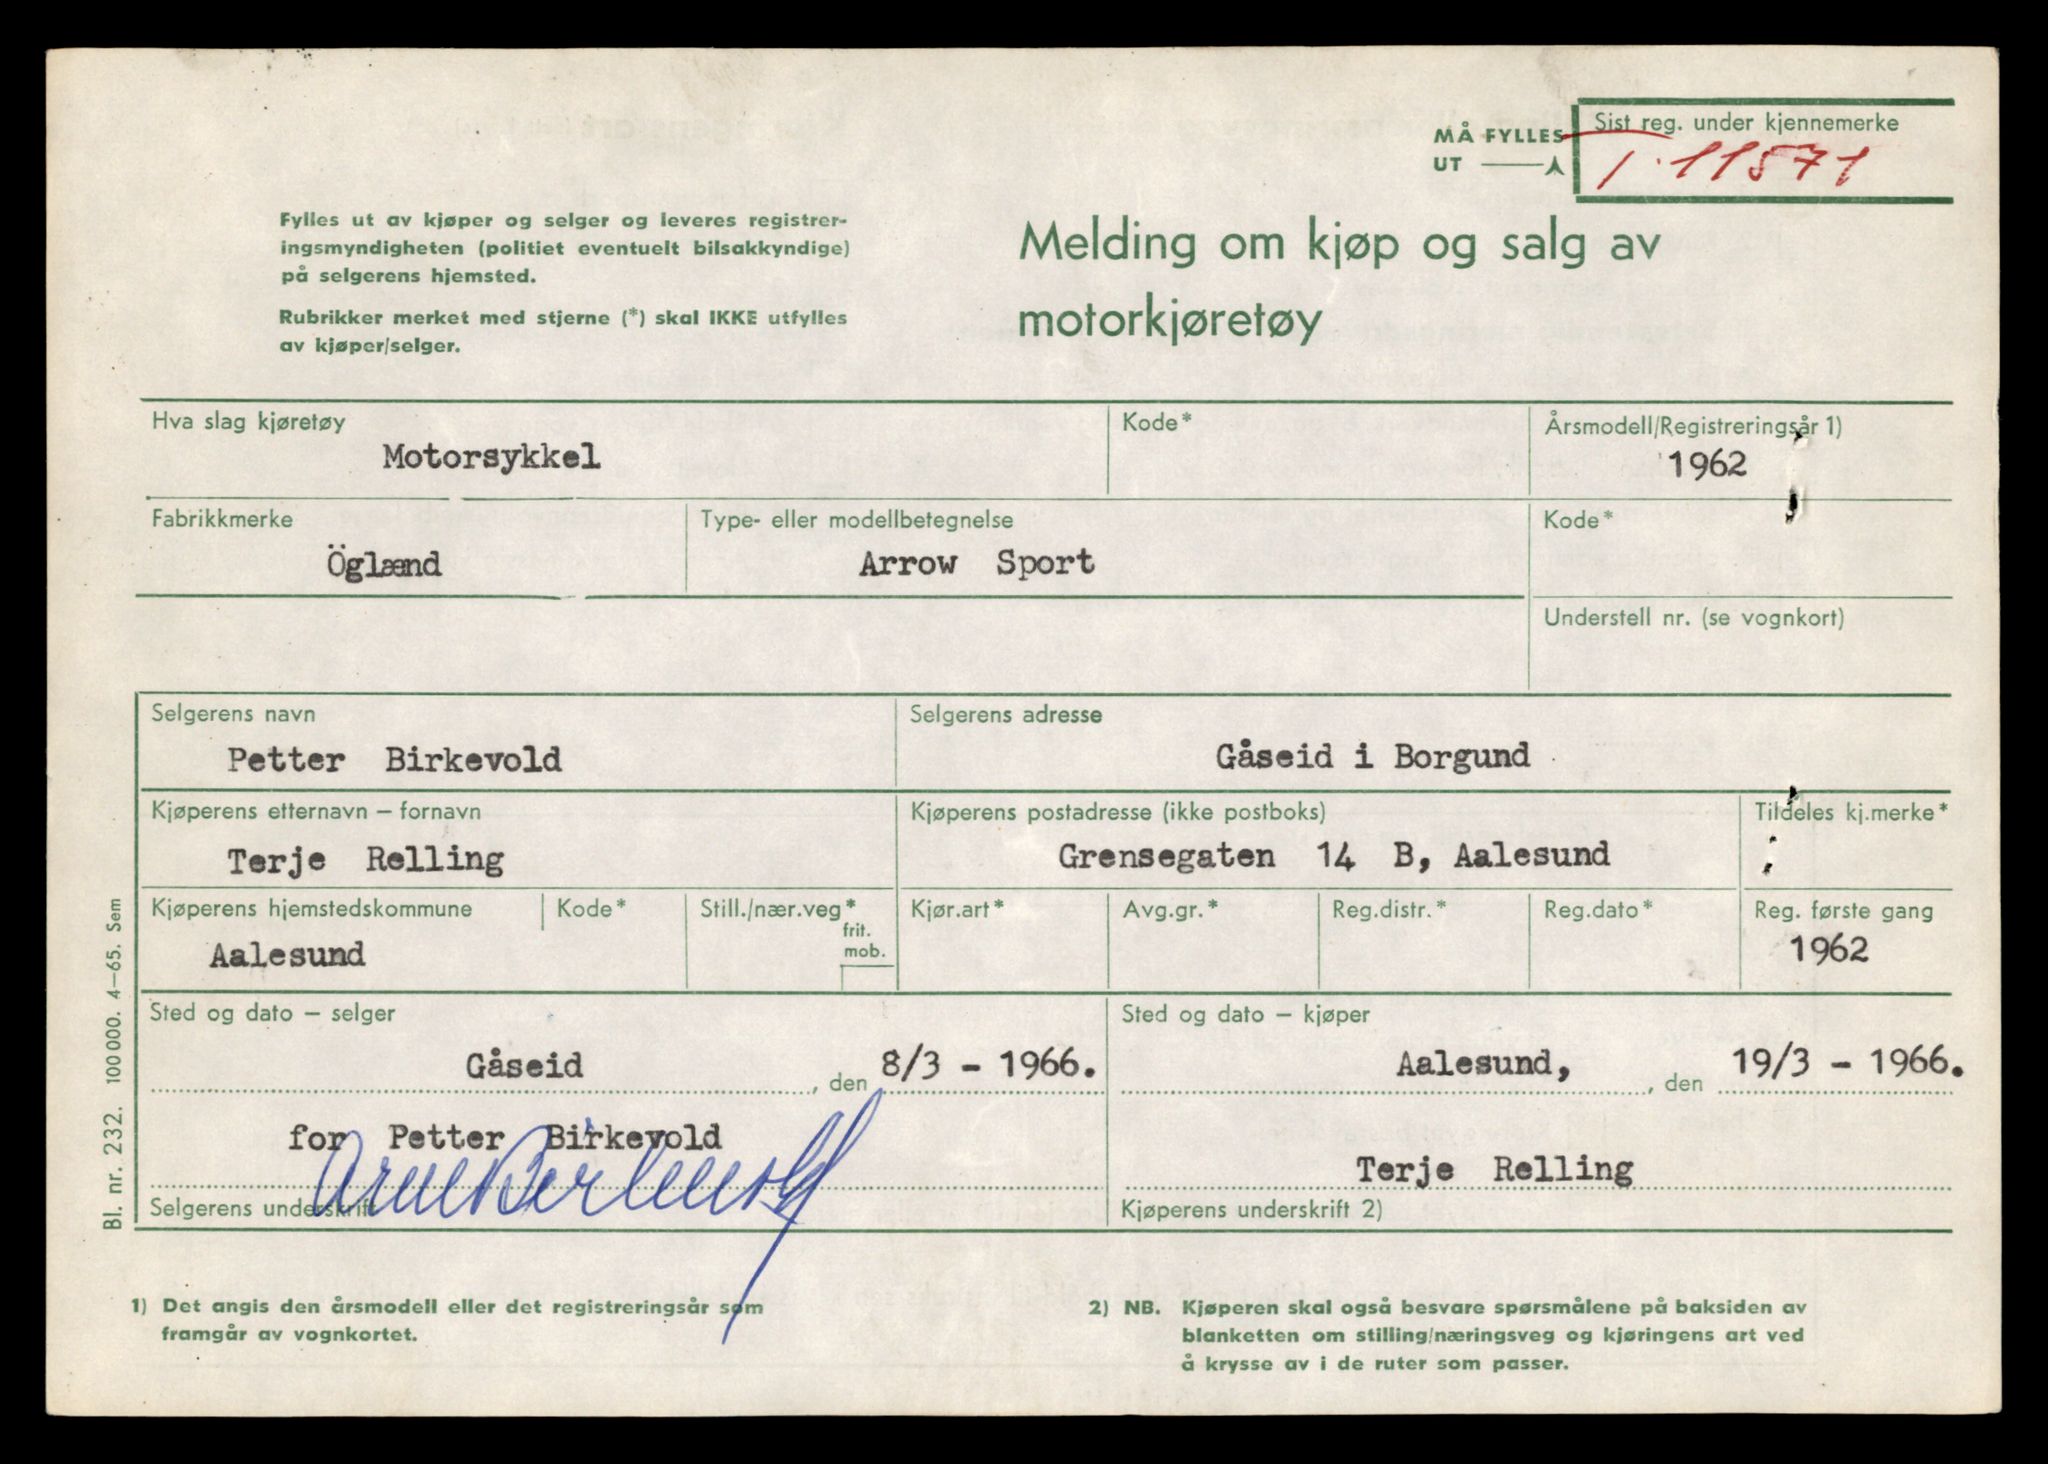 MÅ FYLLES
UT
Sist reg. under kjennemerke
T-11571
Fylles ut av kjøper og selger og leveres registrer-
ingsmyndigheten (politiet eventuelt bilsakkyndige)
på selgerens hjemsted.
Rubrikker merket med stjerne (*) skal IKKE utfylles
av kjøper/selger.
Melding om kjøp og salg av
motorkjøretøy
Hva slag kjøretøy
Motorsykkel
Kode*
Årsmodell/Registreringsår 1)
1962
Fabrikkmerke
Öglænd
Type- eller modellbetegnelse
Arrow Sport
Kode*
Understell nr. (se vognkort)
Selgerens navn
Petter Birkevold
Selgerens adresse
Gåseid i Borgund
Kjøperens etternavn – fornavn
Terje Relling
Kjøperens postadresse (ikke postboks)
Grensegaten 14 B, Aalesund
Tildeles kj.merke*
Kjøperens hjemstedskommune
Aalesund
Kode*
Still./nær.veg*
frit.
mob.
Kjør.art*
Avg.gr.*
Reg.distr.*
Reg.dato*
Reg. første gang
1962
Sted og dato – selger
Gåseid , den 8/3 - 1966.
Sted og dato – kjøper
Aalesund, , den 19/3 - 1966.
for Petter Birkevold
Arne Birkevold
Selgerens underskrift
Terje Relling
Kjøperens underskrift 2)
Bl. nr. 232. 100 000. 4–65. Sem
1) Det angis den årsmodell eller det registreringsår som
framgår av vognkortet.
2) NB. Kjøperen skal også besvare spørsmålene på baksiden av
blanketten om stilling/næringsveg og kjøringens art ved
å krysse av i de ruter som passer.